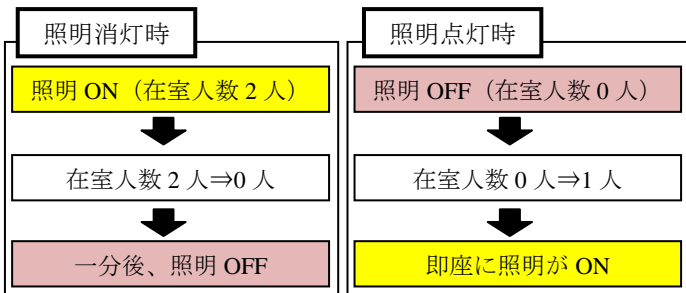 照明消灯時
照明 ON（在室人数 2 人）
在室人数 2 人⇒0 人
一分後、照明 OFF
照明点灯時
照明 OFF（在室人数 0 人）
在室人数 0 人⇒1 人
即座に照明が ON